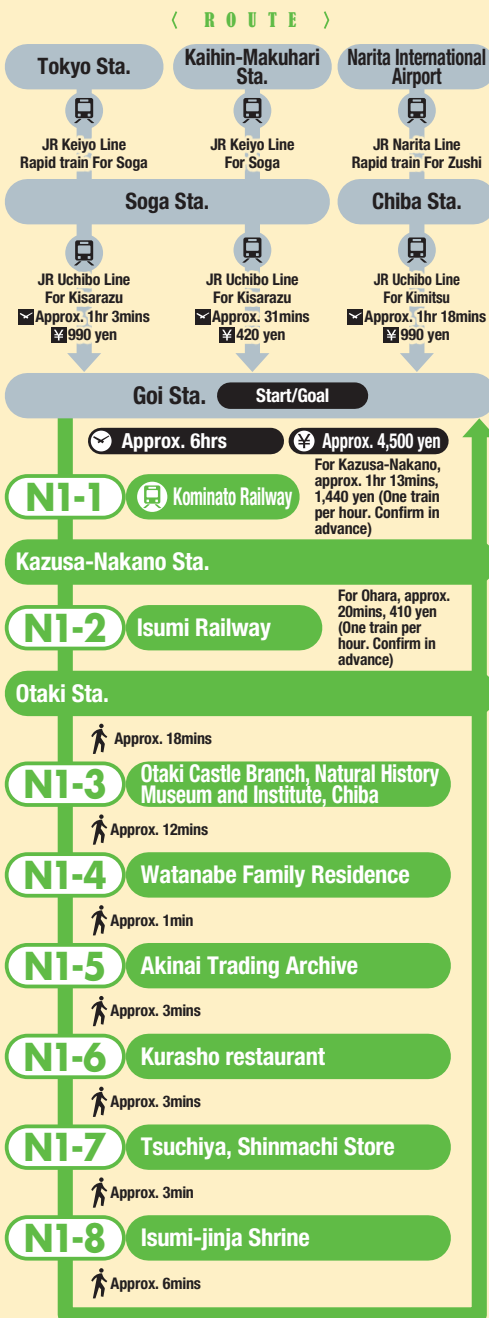 〈 ROUTE 〉
Tokyo Sta.
Kaihin-Makuhari
Sta.
Narita International
Airport
JR Keiyo Line
Rapid train For Soga
JR Keiyo Line
For Soga
JR Narita Line
Rapid train For Zushi
Soga Sta.
Chiba Sta.
JR Uchibo Line
For Kisarazu
Approx. 1hr 3mins
¥ 990 yen
JR Uchibo Line
For Kisarazu
Approx. 31mins
¥ 420 yen
JR Uchibo Line
For Kimitsu
Approx. 1hr 18mins
¥ 990 yen
Goi Sta. Start/Goal
Approx. 6hrs ¥ Approx. 4,500 yen
N1-1 Kominato Railway
For Kazusa-Nakano,
approx. 1hr 13mins,
1,440 yen (One train
per hour. Confirm in
advance)
Kazusa-Nakano Sta.
N1-2 Isumi Railway
For Ohara, approx.
20mins, 410 yen
(One train per
hour. Confirm in
advance)
Otaki Sta.
Approx. 18mins
N1-3 Otaki Castle Branch, Natural History
Museum and Institute, Chiba
Approx. 12mins
N1-4 Watanabe Family Residence
Approx. 1min
N1-5 Akinai Trading Archive
Approx. 3mins
N1-6 Kurasho restaurant
Approx. 3mins
N1-7 Tsuchiya, Shinmachi Store
Approx. 3min
N1-8 Isumi-jinja Shrine
Approx. 6mins